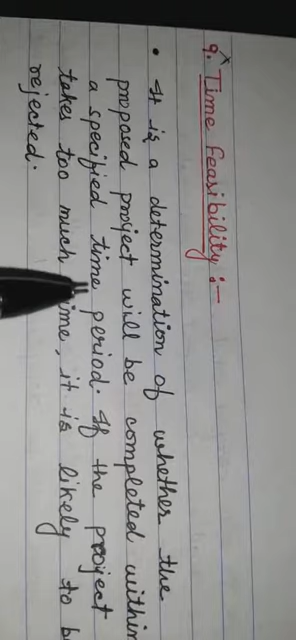 9. Time feasibility :-
• It is a determination of whether the
proposed project will be completed within
a specified time period. If the project
takes too much time, it is likely to b
rejected.